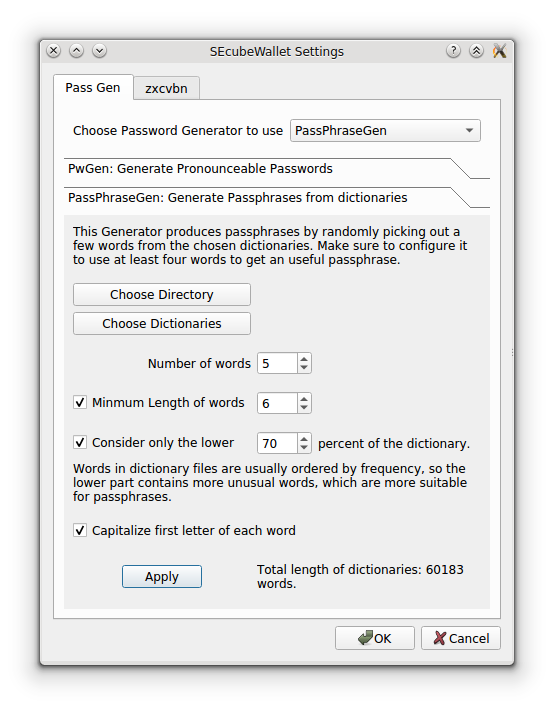 SEcubeWallet Settings
?
Pass Gen
zxcvbn
Choose Password Generator to use
PassPhraseGen
PwGen: Generate Pronounceable Passwords
PassPhraseGen: Generate Passphrases from dictionaries
This Generator produces passphrases by randomly picking out a
few words from the chosen dictionaries. Make sure to configure it
to use at least four words to get an useful passphrase.
Choose Directory
Choose Dictionaries
Number of words 5
Minmum Length of words 6
Consider only the lower 70 percent of the dictionary.
Words in dictionary files are usually ordered by frequency, so the
lower part contains more unusual words, which are more suitable
for passphrases.
Capitalize first letter of each word
Apply
Total length of dictionaries: 60183
words.
OK
Cancel